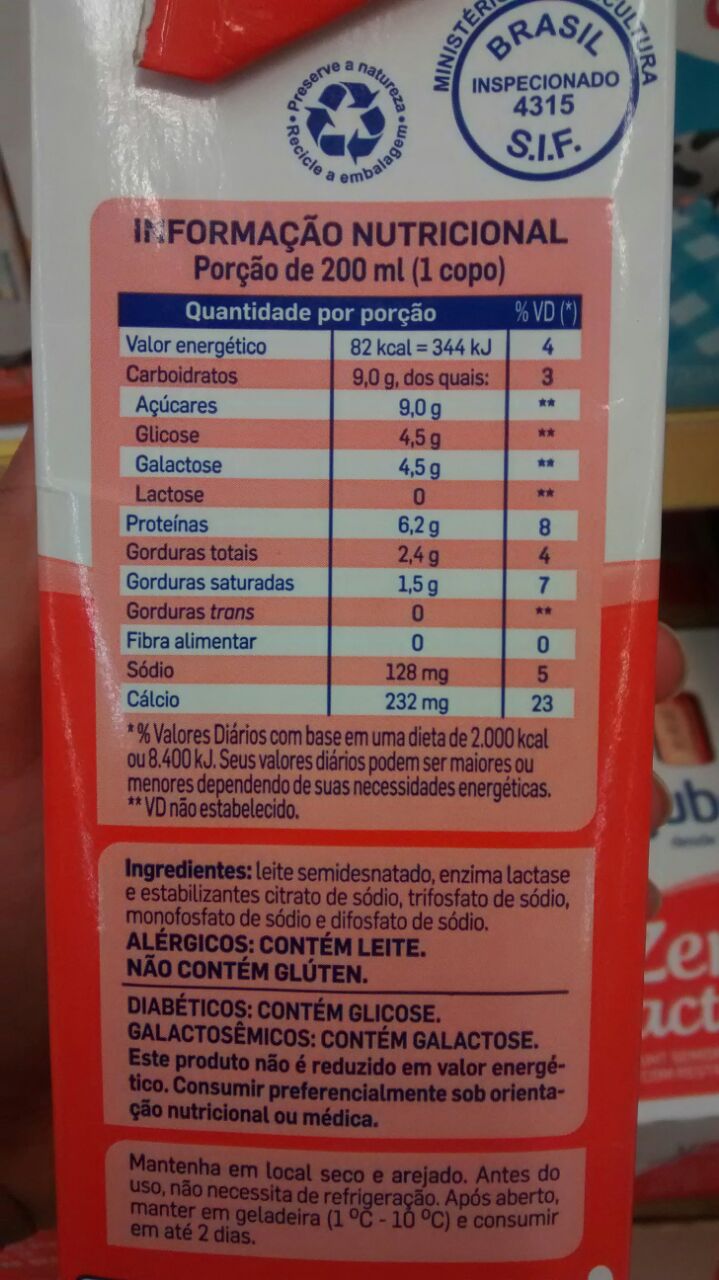 BRASIL
INSPECIONADO
4315
S.I.F.
Preserve a natureza • Recicle a embalagem •
INFORMAÇÃO NUTRICIONAL
Porção de 200 ml (1 copo)
Quantidade por porção % VD (*)
Valor energético 82 kcal = 344 kJ 4
Carboidratos 9,0 g, dos quais: 3
Açúcares 9,0 g **
Glicose 4,5 g **
Galactose 4,5 g **
Lactose 0 **
Proteínas 6,2 g 8
Gorduras totais 2,4 g 4
Gorduras saturadas 1,5 g 7
Gorduras trans 0 **
Fibra alimentar 0 0
Sódio 128 mg 5
Cálcio 232 mg 23
*% Valores Diários com base em uma dieta de 2.000 kcal
ou 8.400 kJ. Seus valores diários podem ser maiores ou
menores dependendo de suas necessidades energéticas.
** VD não estabelecido.
Ingredientes: leite semidesnatado, enzima lactase
e estabilizantes citrato de sódio, trifosfato de sódio,
monofosfato de sódio e difosfato de sódio.
ALÉRGICOS: CONTÉM LEITE.
NÃO CONTÉM GLÚTEN.
DIABÉTICOS: CONTÉM GLICOSE.
GALACTOSÊMICOS: CONTÉM GALACTOSE.
Este produto não é reduzido em valor energé-
tico. Consumir preferencialmente sob orienta-
ção nutricional ou médica.
Mantenha em local seco e arejado. Antes do
uso, não necessita de refrigeração. Após aberto,
manter em geladeira (1 ºC - 10 ºC) e consumir
em até 2 dias.